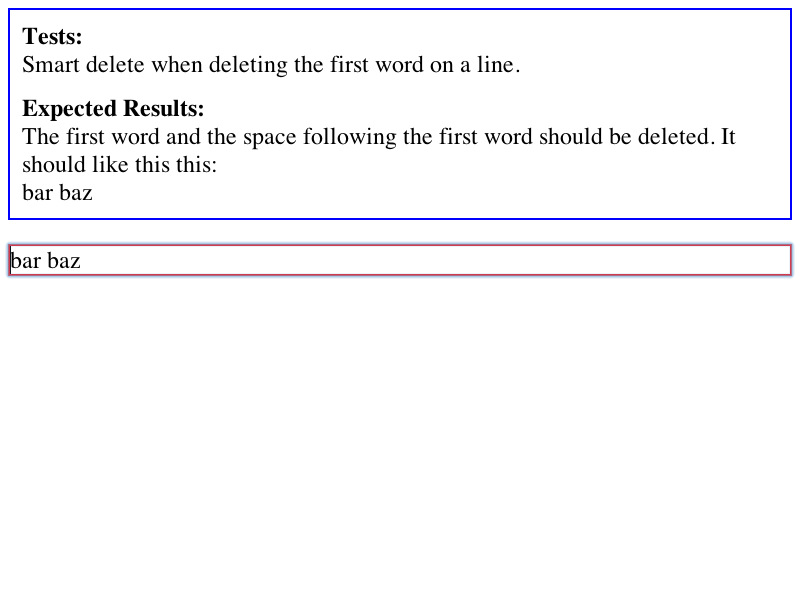 Tests:
Smart delete when deleting the first word on a line.
Expected Results:
The first word and the space following the first word should be deleted. It
should like this this:
bar baz
bar baz